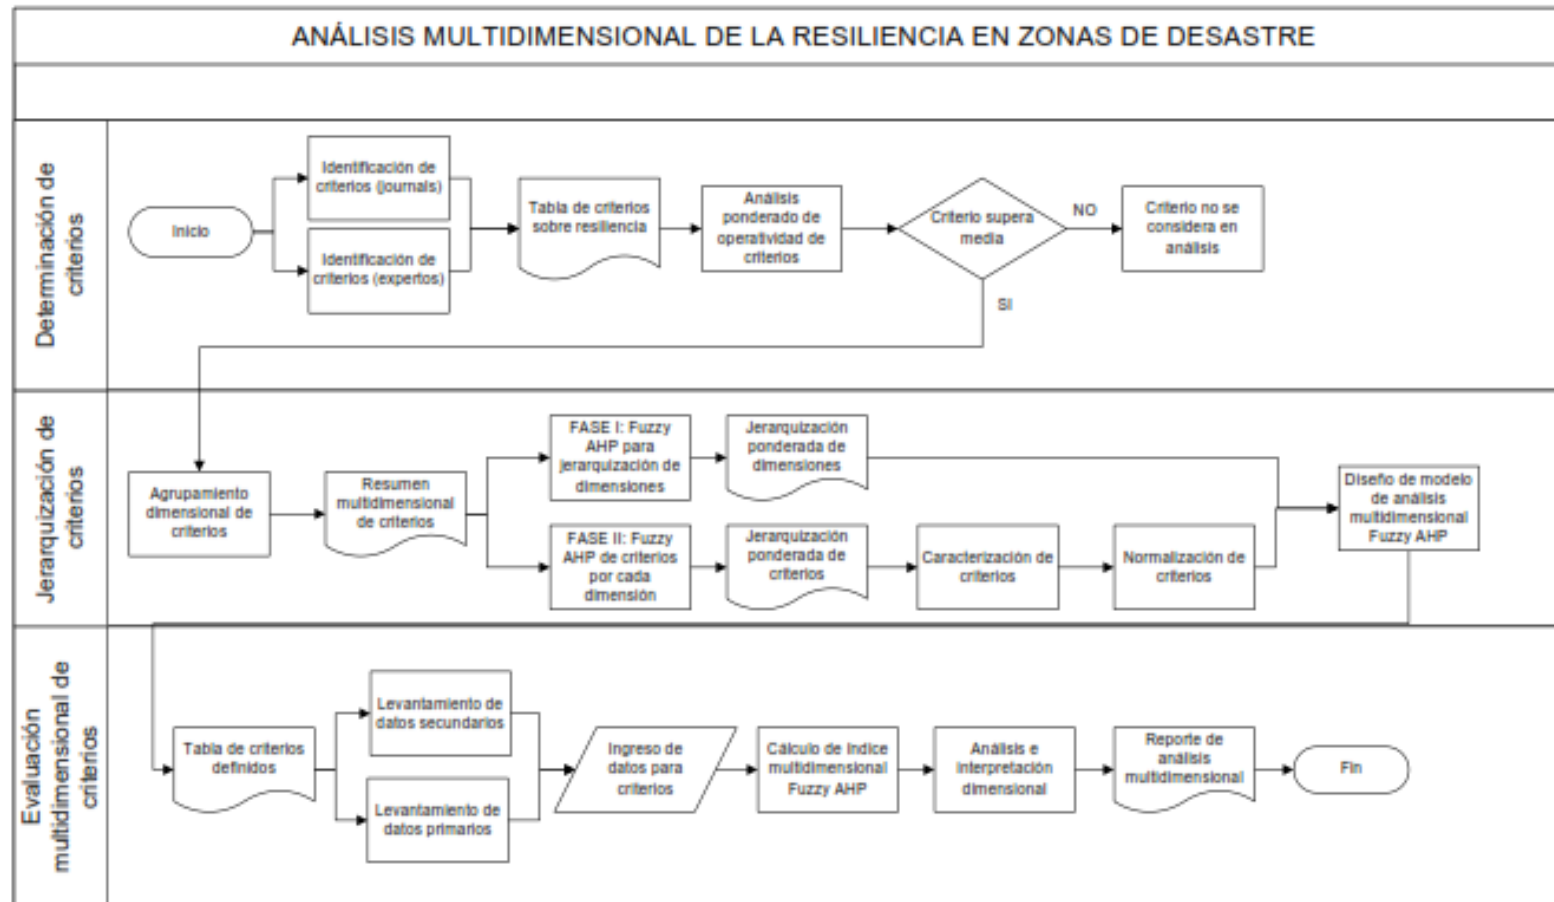 ANÁLISIS MULTIDIMENSIONAL DE LA RESILIENCIA EN ZONAS DE DESASTRE
Determinación de
criterios
Inicio
Identificación de
criterios (journals)
Identificación de
criterios (expertos)
Tabla de criterios
sobre resiliencia
Análisis
ponderado de
operatividad de
criterios
Criterio supera
media
NO
SI
Criterio no se
considera en
análisis
Jerarquización de
criterios
Agrupamiento
dimensional de
criterios
Resumen
multidimensional
de criterios
FASE I: Fuzzy
AHP para
jerarquización de
dimensiones
Jerarquización
ponderada de
dimensiones
FASE II: Fuzzy
AHP de criterios
por cada
dimensión
Jerarquización
ponderada de
criterios
Caracterización de
criterios
Normalización de
criterios
Diseño de modelo
de análisis
multidimensional
Fuzzy AHP
Evaluación
multidimensional de
criterios
Tabla de criterios
definidos
Levantamiento de
datos secundarios
Levantamiento de
datos primarios
Ingreso de
datos para
criterios
Cálculo de índice
multidimensional
Fuzzy AHP
Análisis e
interpretación
dimensional
Reporte de
análisis
multidimensional
Fin